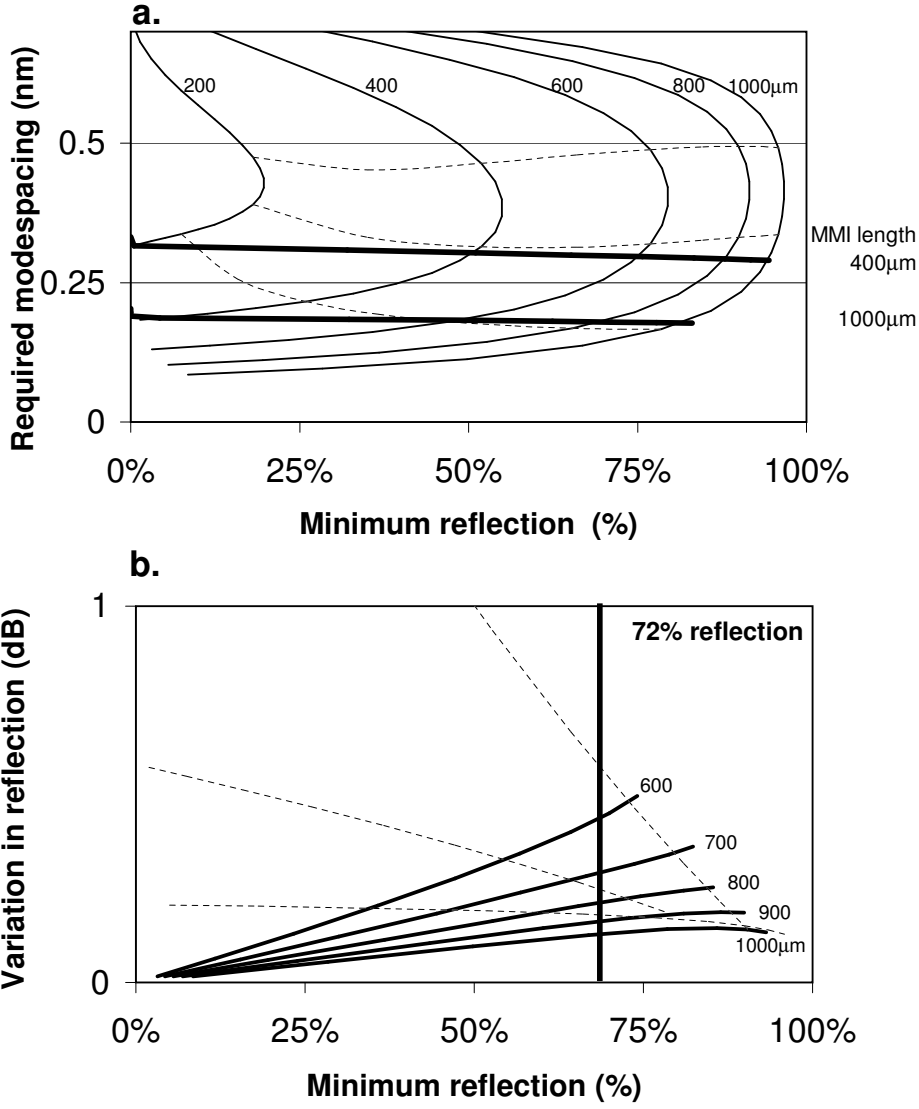 a.
Required modespacing (nm)
200 400 600 800 1000µm
0.5
0.25
0
MMI length
400µm
1000µm
0% 25% 50% 75% 100%
Minimum reflection (%)
b.
Variation in reflection (dB)
1
0
72% reflection
600
700
800
900
1000µm
0% 25% 50% 75% 100%
Minimum reflection (%)